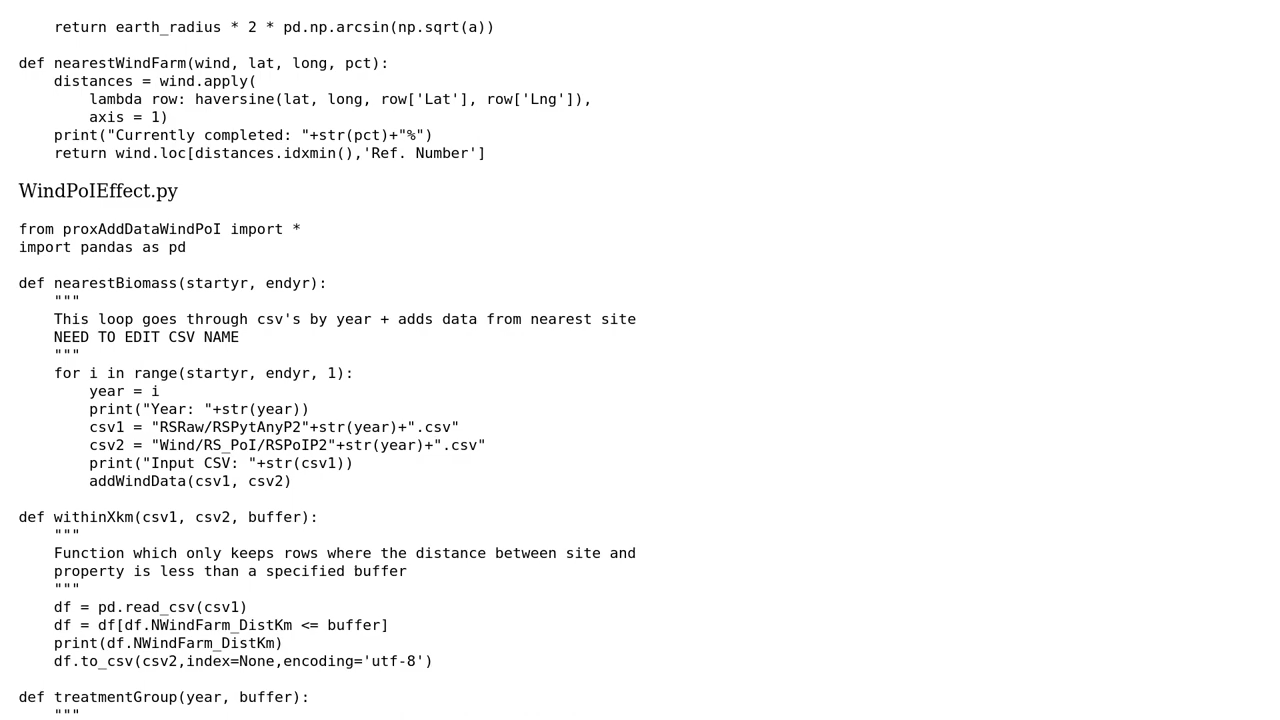 return earth_radius * 2 * pd.np.arcsin(np.sqrt(a))

def nearestWindFarm(wind, lat, long, pct):
    distances = wind.apply(
        lambda row: haversine(lat, long, row['Lat'], row['Lng']),
        axis = 1)
    print("Currently completed: "+str(pct)+"%")
    return wind.loc[distances.idxmin(),'Ref. Number']

WindPoIEffect.py

from proxAddDataWindPoI import *
import pandas as pd

def nearestBiomass(startyr, endyr):
    """
    This loop goes through csv's by year + adds data from nearest site
    NEED TO EDIT CSV NAME
    """
    for i in range(startyr, endyr, 1):
        year = i
        print("Year: "+str(year))
        csv1 = "RSRaw/RSPytAnyP2"+str(year)+".csv"
        csv2 = "Wind/RS_PoI/RSPoIP2"+str(year)+".csv"
        print("Input CSV: "+str(csv1))
        addWindData(csv1, csv2)

def withinXkm(csv1, csv2, buffer):
    """
    Function which only keeps rows where the distance between site and
    property is less than a specified buffer
    """
    df = pd.read_csv(csv1)
    df = df[df.NWindFarm_DistKm <= buffer]
    print(df.NWindFarm_DistKm)
    df.to_csv(csv2,index=None,encoding='utf-8')

def treatmentGroup(year, buffer):
    """